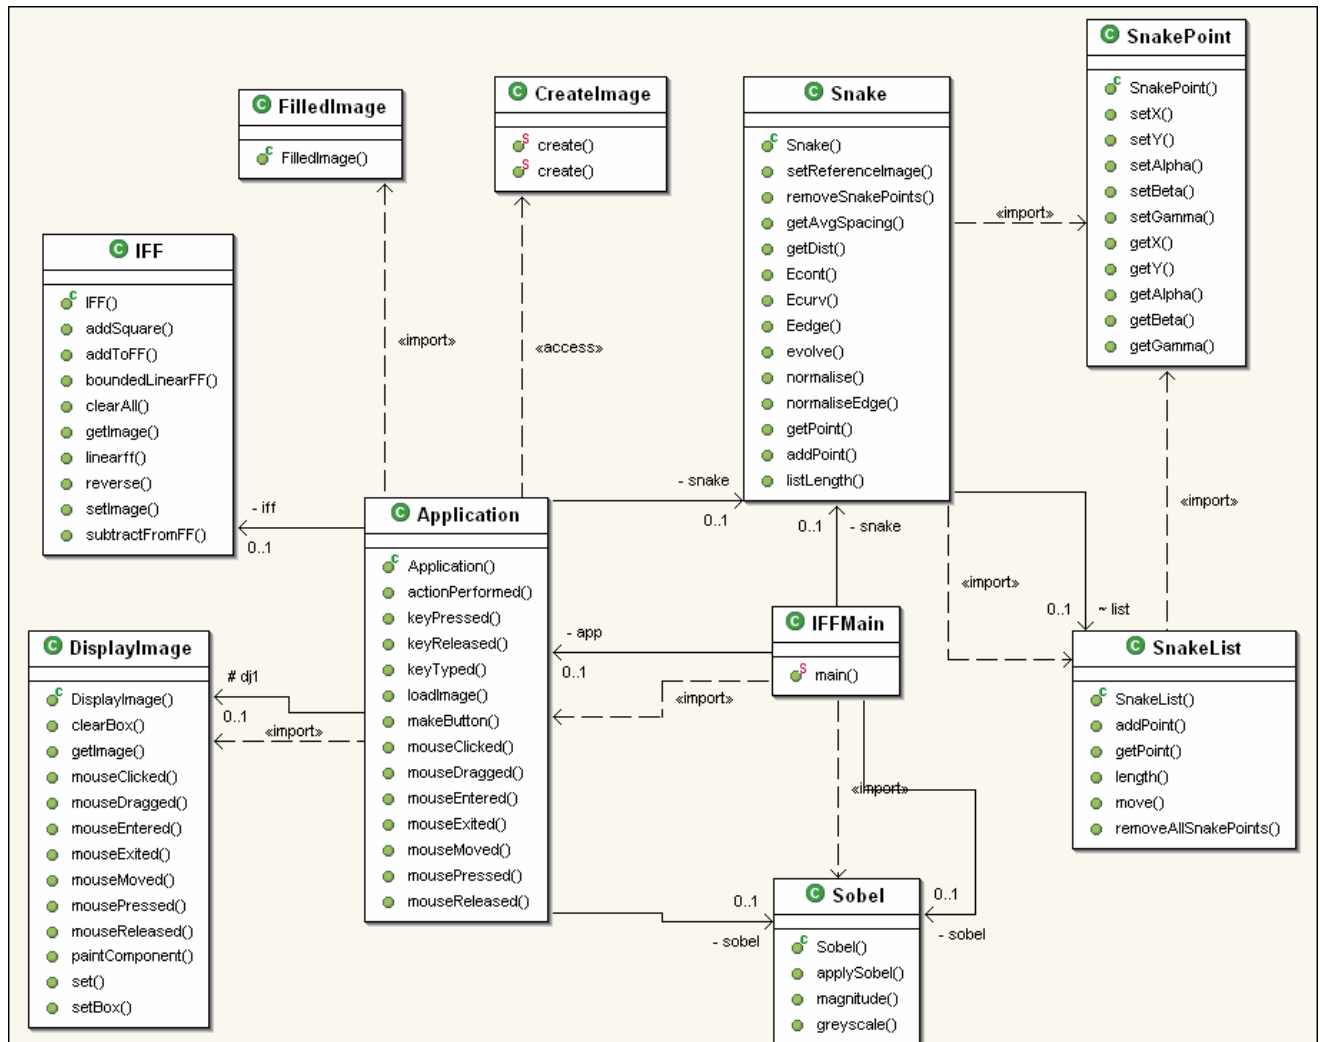 SnakePoint
SnakePoint()
setX()
setY()
setAlpha()
setBeta()
setGamma()
getX()
getY()
getAlpha()
getBeta()
getGamma()
FilledImage
FilledImage()
CreateImage
create()
create()
Snake
Snake()
setReferenceImage()
removeSnakePoints()
getAvgSpacing()
getDist()
Econt()
Ecurv()
Eedge()
evolve()
normalise()
normaliseEdge()
getPoint()
addPoint()
listLength()
«import»
IFF
IFF()
addSquare()
addToFF()
boundedLinearFF()
clearAll()
getImage()
linearff()
reverse()
setImage()
subtractFromFF()
«import»
«access»
- iff
0..1
- snake
0..1
0..1
- snake
«import»
«import»
0..1
~ list
Application
Application()
actionPerformed()
keyPressed()
keyReleased()
keyTyped()
loadImage()
makeButton()
mouseClicked()
mouseDragged()
mouseEntered()
mouseExited()
mouseMoved()
mousePressed()
mouseReleased()
IFFMain
main()
- app
0..1
«import»
DisplayImage
DisplayImage()
clearBox()
getImage()
mouseClicked()
mouseDragged()
mouseEntered()
mouseExited()
mouseMoved()
mousePressed()
mouseReleased()
paintComponent()
set()
setBox()
# dj1
0..1
«import»
SnakeList
SnakeList()
addPoint()
getPoint()
length()
move()
removeAllSnakePoints()
«import»
0..1
- sobel
0..1
- sobel
Sobel
Sobel()
applySobel()
magnitude()
greyscale()